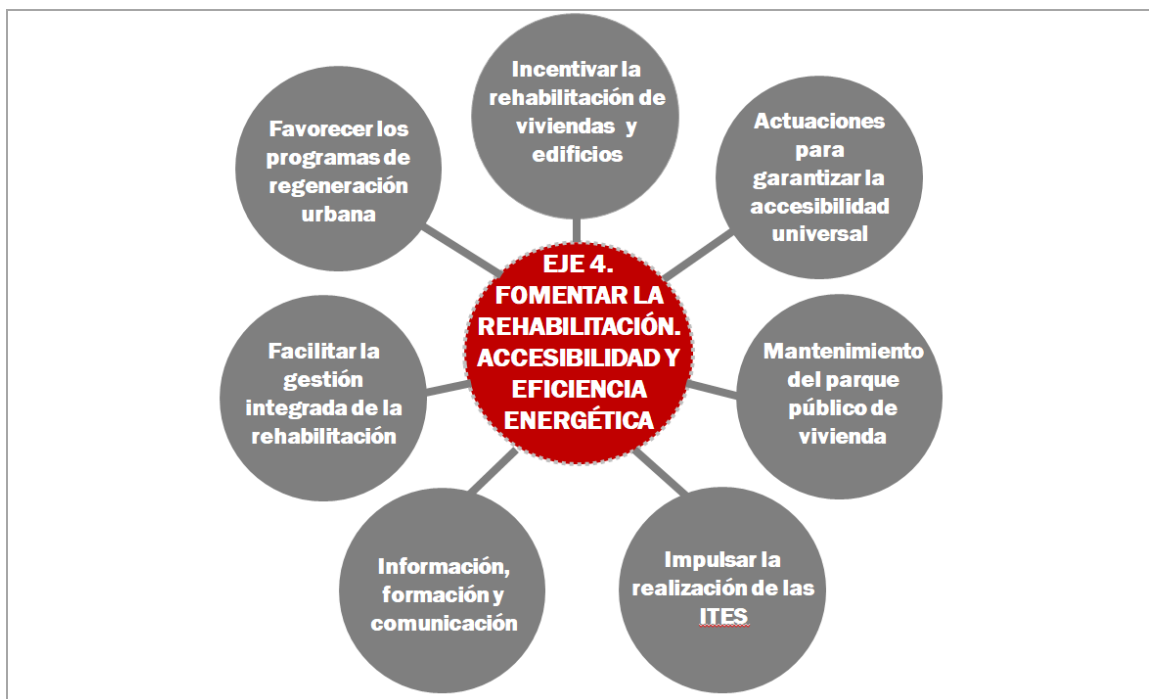 Incentivar la
rehabilitación de
viviendas y
edificios
Actuaciones
para
garantizar la
accesibilidad
universal
Mantenimiento
del parque
público de
vivienda
Impulsar la
realización de las
ITES
Información,
formación y
comunicación
Facilitar la
gestión
integrada de la
rehabilitación
Favorecer los
programas de
regeneración
urbana
EJE 4.
FOMENTAR LA
REHABILITACIÓN.
ACCESIBILIDAD Y
EFICIENCIA
ENERGÉTICA